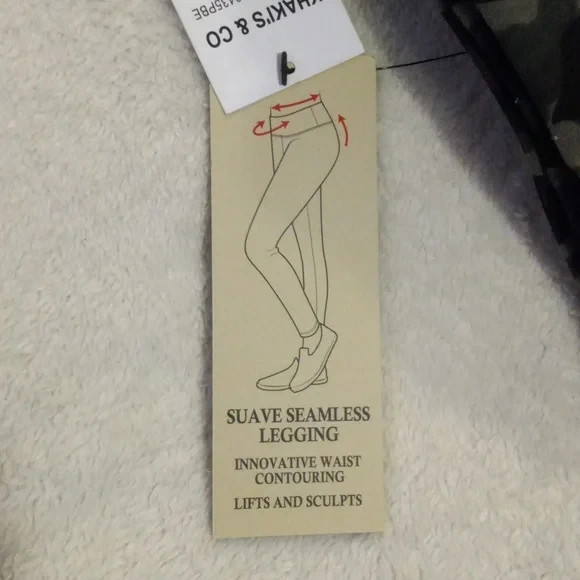 KHAKI'S & CO
SUAVE SEAMLESS
LEGGING
INNOVATIVE WAIST
CONTOURING
LIFTS AND SCULPTS